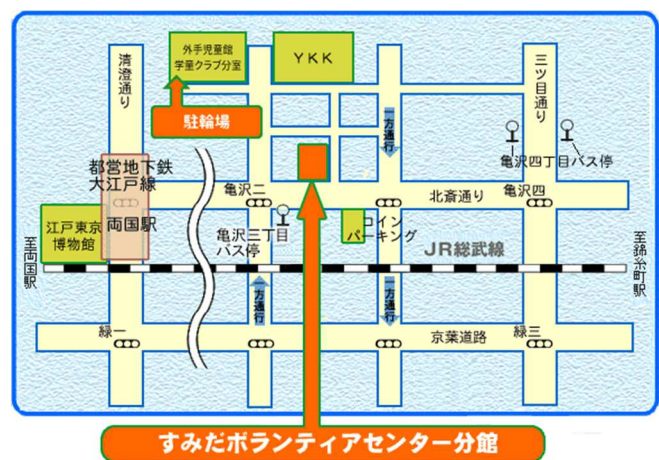 外手児童館
学童クラブ分室
YKK
清澄通り
三ツ目通り
駐輪場
一方通行
都営地下鉄
大江戸線
両国駅
亀沢四丁目バス停
亀沢二
北斎通り
亀沢四
江戸東京
博物館
亀沢三丁目
バス停
コイン
パーキング
至両国駅
JR総武線
至錦糸町駅
一方通行
一方通行
緑一
京葉道路
緑三
すみだボランティアセンター分館